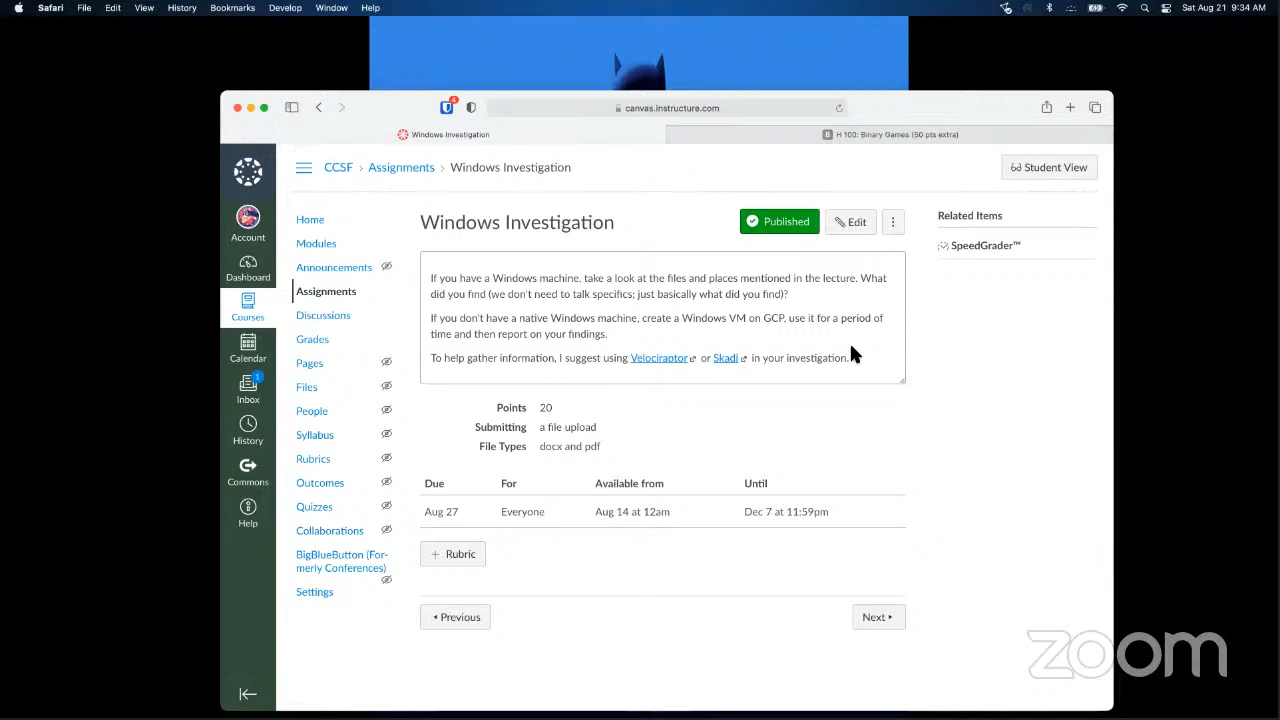 Safari File Edit View History Bookmarks Develop Window Help Sat Aug 21 9:34 AM
4 canvas.instructure.com
Windows Investigation B H 100: Binary Games (50 pts extra)
CCSF › Assignments › Windows Investigation Student View
Account
Dashboard
Courses
Calendar
1
Inbox
History
Commons
Help
Home
Modules
Announcements
Assignments
Discussions
Grades
Pages
Files
People
Syllabus
Rubrics
Outcomes
Quizzes
Collaborations
BigBlueButton (For-
merly Conferences)
Settings
Windows Investigation Published Edit
If you have a Windows machine, take a look at the files and places mentioned in the lecture. What
did you find (we don't need to talk specifics; just basically what did you find)?
If you don't have a native Windows machine, create a Windows VM on GCP, use it for a period of
time and then report on your findings.
To help gather information, I suggest using Velociraptor or Skadi in your investigation.
Points 20
Submitting a file upload
File Types docx and pdf
Due For Available from Until
Aug 27 Everyone Aug 14 at 12am Dec 7 at 11:59pm
+ Rubric
Previous Next
Related Items
SpeedGrader™
zoom